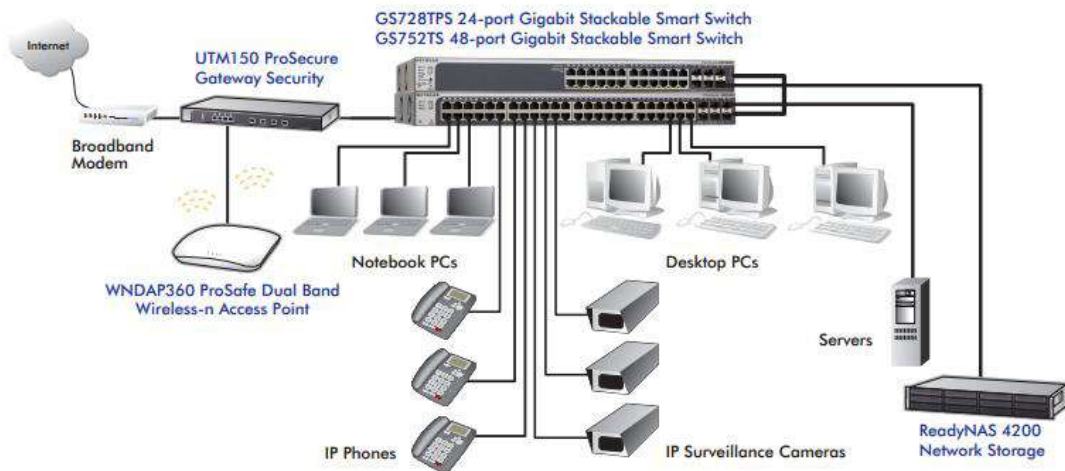 GS728TPS 24-port Gigabit Stackable Smart Switch
GS752TS 48-port Gigabit Stackable Smart Switch
Internet
UTM150 ProSecure
Gateway Security
Broadband
Modem
Notebook PCs
Desktop PCs
WNDAP360 ProSafe Dual Band
Wireless-n Access Point
Servers
IP Phones
IP Surveillance Cameras
ReadyNAS 4200
Network Storage